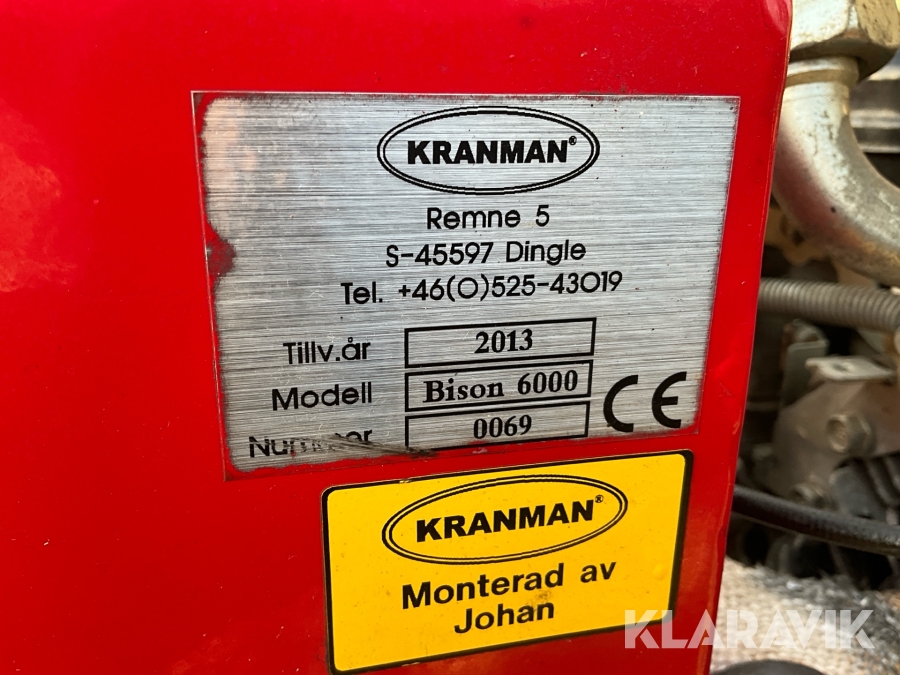 KRANMAN®
Remne 5
S-45597 Dingle
Tel. +46(0)525-43019
Tillv.år 2013
Modell Bison 6000
Nummer 0069
CE
KRANMAN®
Monterad av
Johan
KLARAVIK